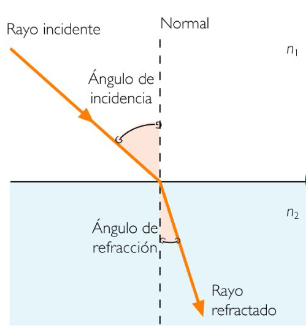 Normal
Rayo incidente
n1
Ángulo de
incidencia
n2
Ángulo de
refracción
Rayo
refractado